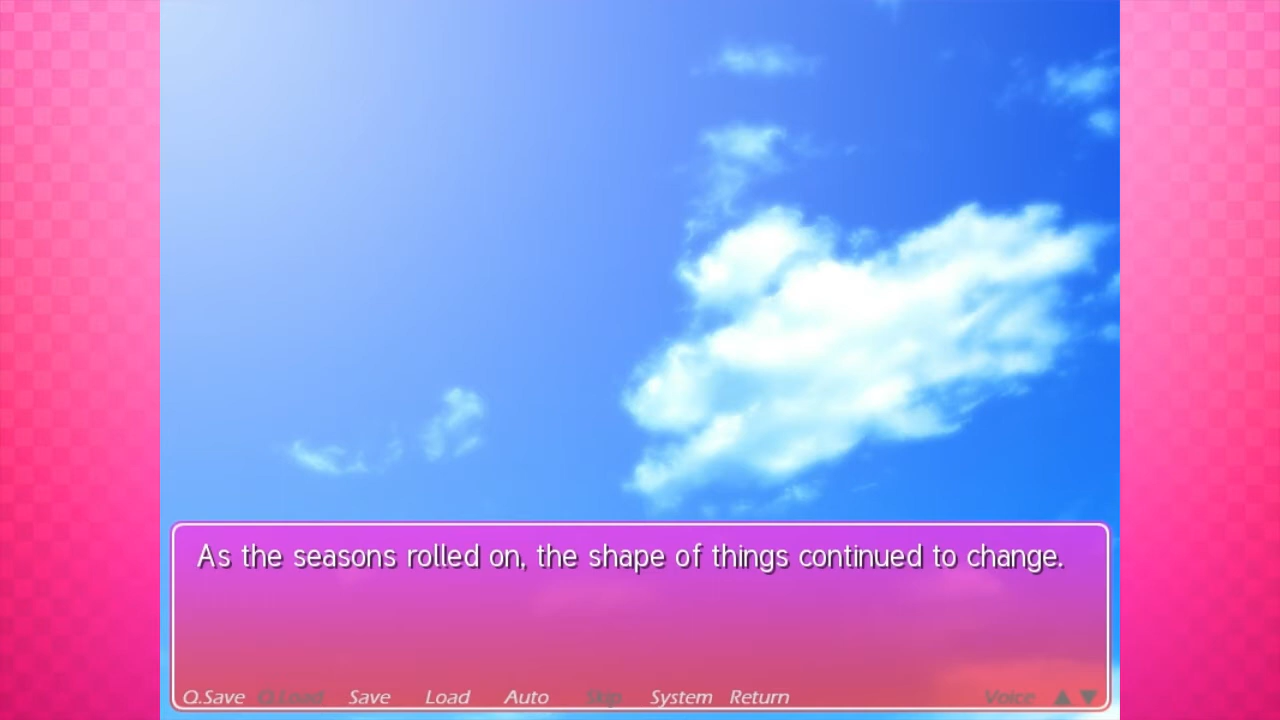 As the seasons rolled on, the shape of things continued to change.
Q.Save Q.Load Save Load Auto Skip System Return Voice ▲ ▼